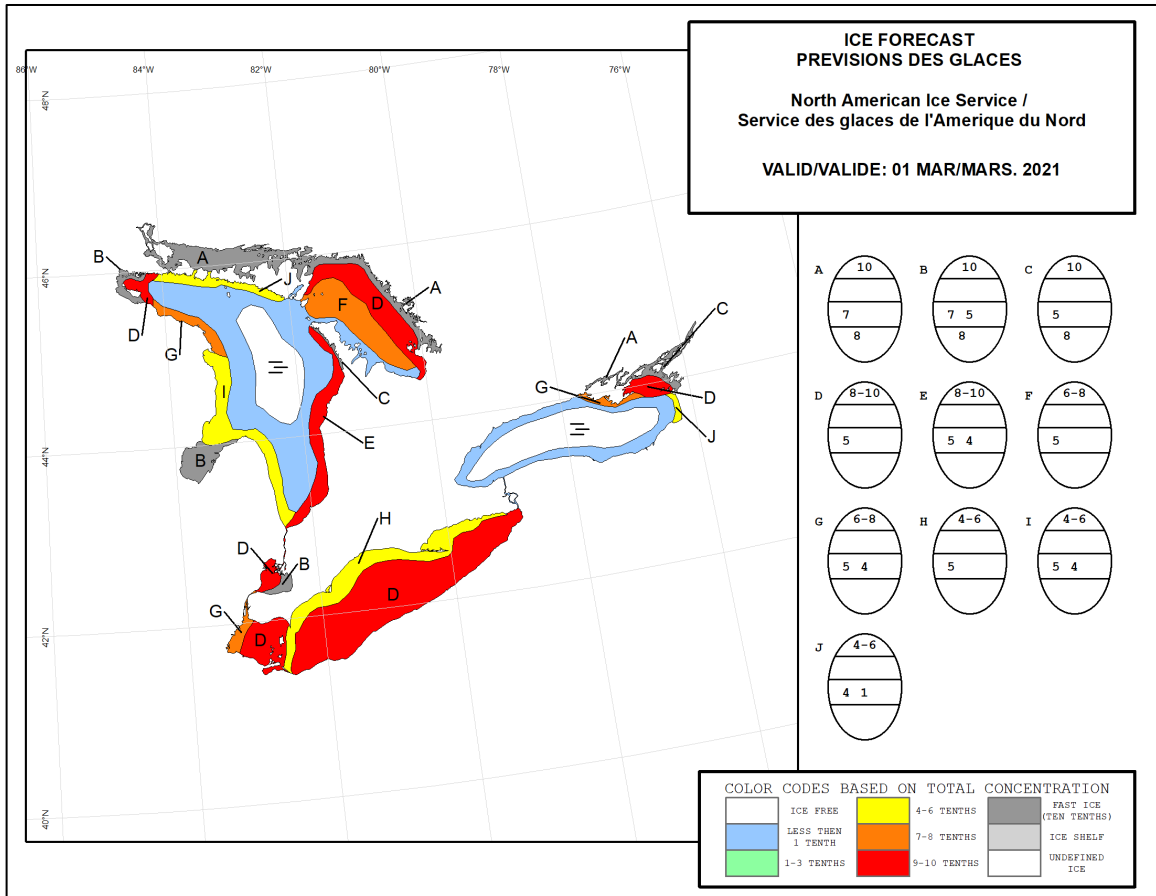 ICE FORECAST
PREVISIONS DES GLACES
North American Ice Service /
Service des glaces de l'Amerique du Nord
VALID/VALIDE: 01 MAR/MARS. 2021
86°W 84°W 82°W 80°W 78°W 76°W
48°N
46°N
44°N
42°N
40°N
B A J F D A
D G C
I E
B
A C
G D
J
H
D B
G D D
A 10 B 10 C 10
7 7 5 5
8 8 8
D 8-10 E 8-10 F 6-8
5 5 4 5
G 6-8 H 4-6 I 4-6
5 4 5 5 4
J 4-6
4 1
COLOR CODES BASED ON TOTAL CONCENTRATION
ICE FREE
LESS THEN
1 TENTH
1-3 TENTHS
4-6 TENTHS
7-8 TENTHS
9-10 TENTHS
FAST ICE
(TEN TENTHS)
ICE SHELF
UNDEFINED
ICE